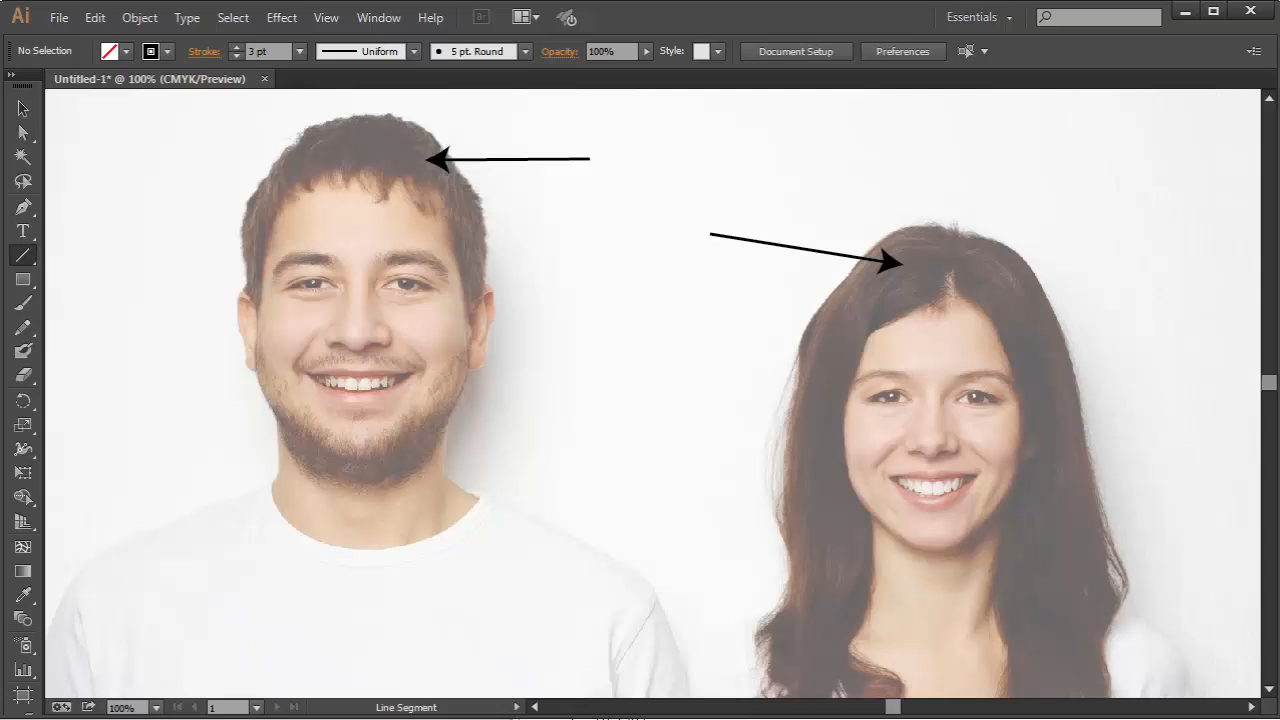 Ai File Edit Object Type Select Effect View Window Help Br Essentials
No Selection Stroke: 3 pt Uniform 5 pt. Round Opacity: 100% Style: Document Setup Preferences
Untitled-1* @ 100% (CMYK/Preview) ×
T
100% 1 Line Segment